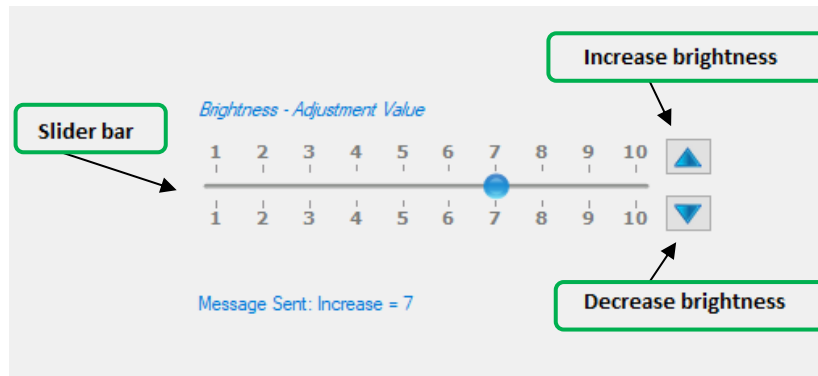 Increase brightness
Brightness - Adjustment Value
Slider bar
1 2 3 4 5 6 7 8 9 10
1 2 3 4 5 6 7 8 9 10
Message Sent: Increase = 7
Decrease brightness